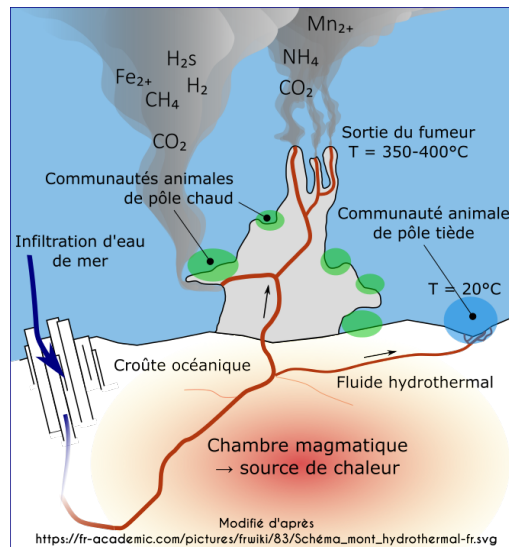 Mn₂₊
H₂s
NH₄
Fe₂₊
H₂
CH₄
CO₂
CO₂
Sortie du fumeur
T = 350-400°C
Communautés animales
de pôle chaud
Communauté animale
de pôle tiède
Infiltration d'eau
de mer
T = 20°C
Croûte océanique
Fluide hydrothermal
Chambre magmatique
→ source de chaleur
Modifié d'après
https://fr-academic.com/pictures/frwiki/83/Schéma_mont_hydrothermal-fr.svg